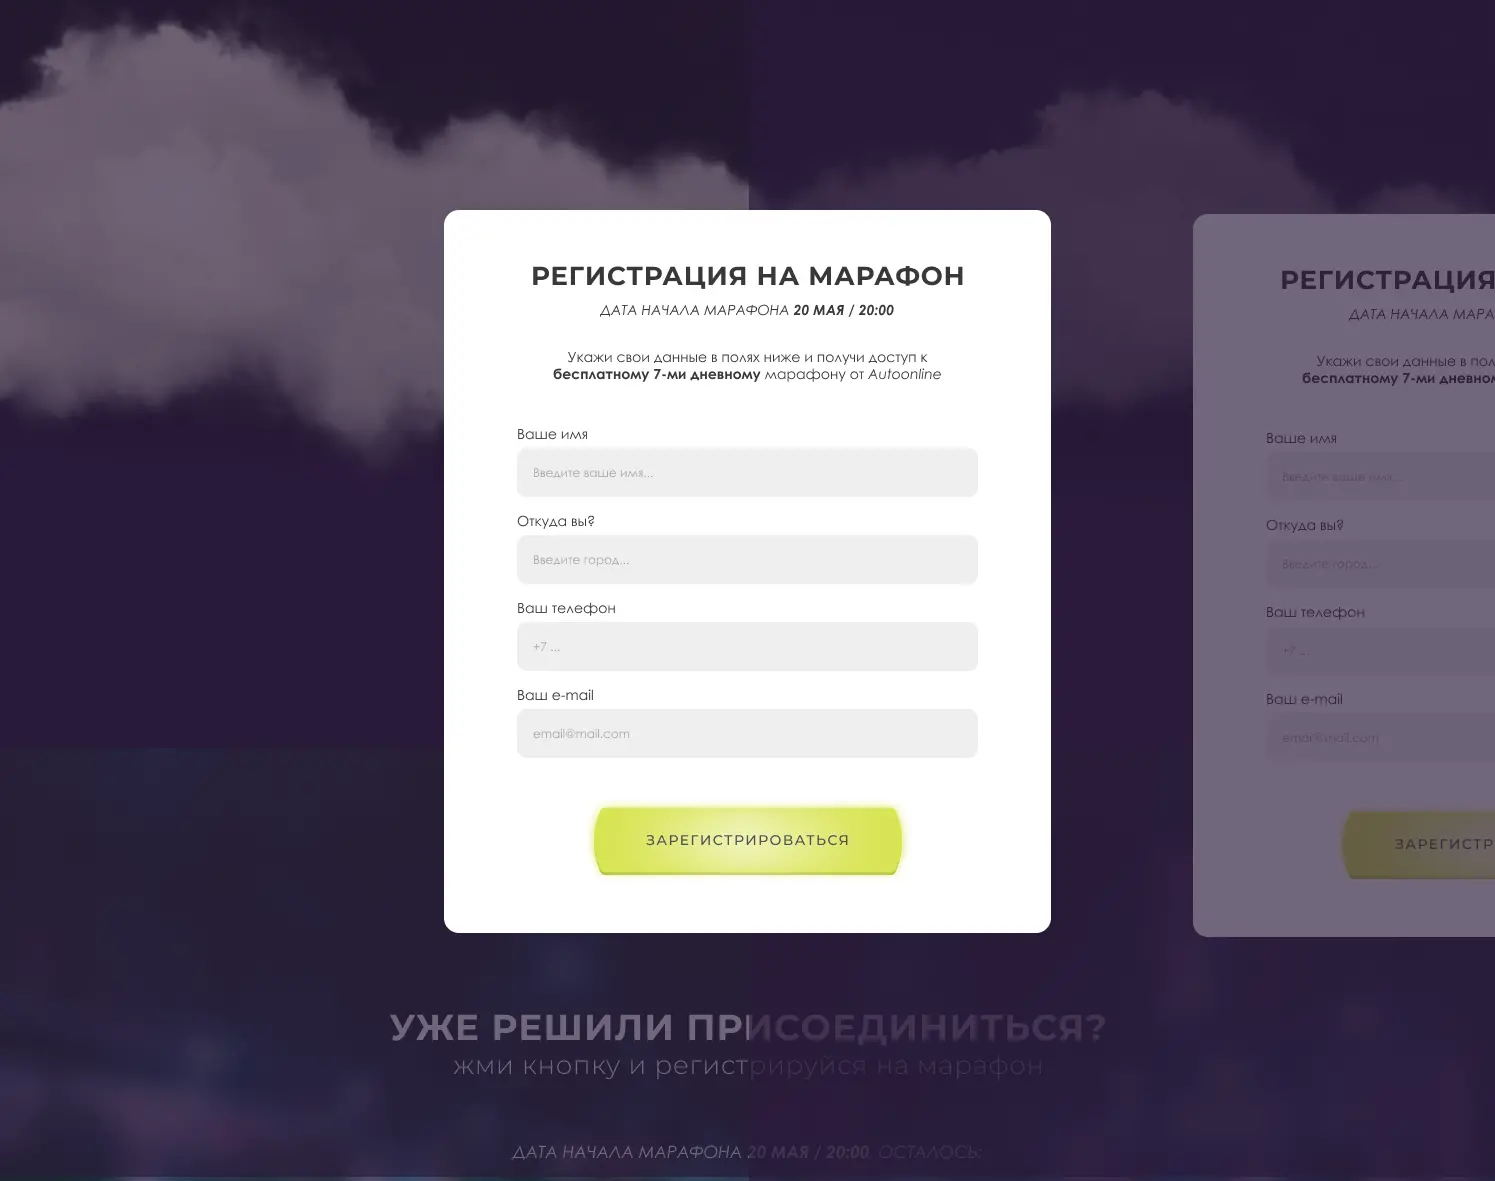 РЕГИСТРАЦИЯ НА МАРАФОН
ДАТА НАЧАЛА МАРАФОНА 20 МАЯ / 20:00
Укажи свои данные в полях ниже и получи доступ к
бесплатному 7-ми дневному марафону от Autoonline
Ваше имя
Введите ваше имя...
Откуда вы?
Введите город...
Ваш телефон
+7 ...
Ваш e-mail
email@mail.com
ЗАРЕГИСТРИРОВАТЬСЯ
РЕГИСТРАЦИЯ
ДАТА НАЧАЛА МАРА
Укажи свои данные в пол
бесплатному 7-ми дневном
Ваше имя
Введите ваше имя...
Откуда вы?
Введите город...
Ваш телефон
+7 ...
Ваш e-mail
email@mail.com
ЗАРЕГИСТР
УЖЕ РЕШИЛИ ПРИСОЕДИНИТЬСЯ?
жми кнопку и регистрируйся на марафон
ДАТА НАЧАЛА МАРАФОНА 20 МАЯ / 20:00. ОСТАЛОСЬ: